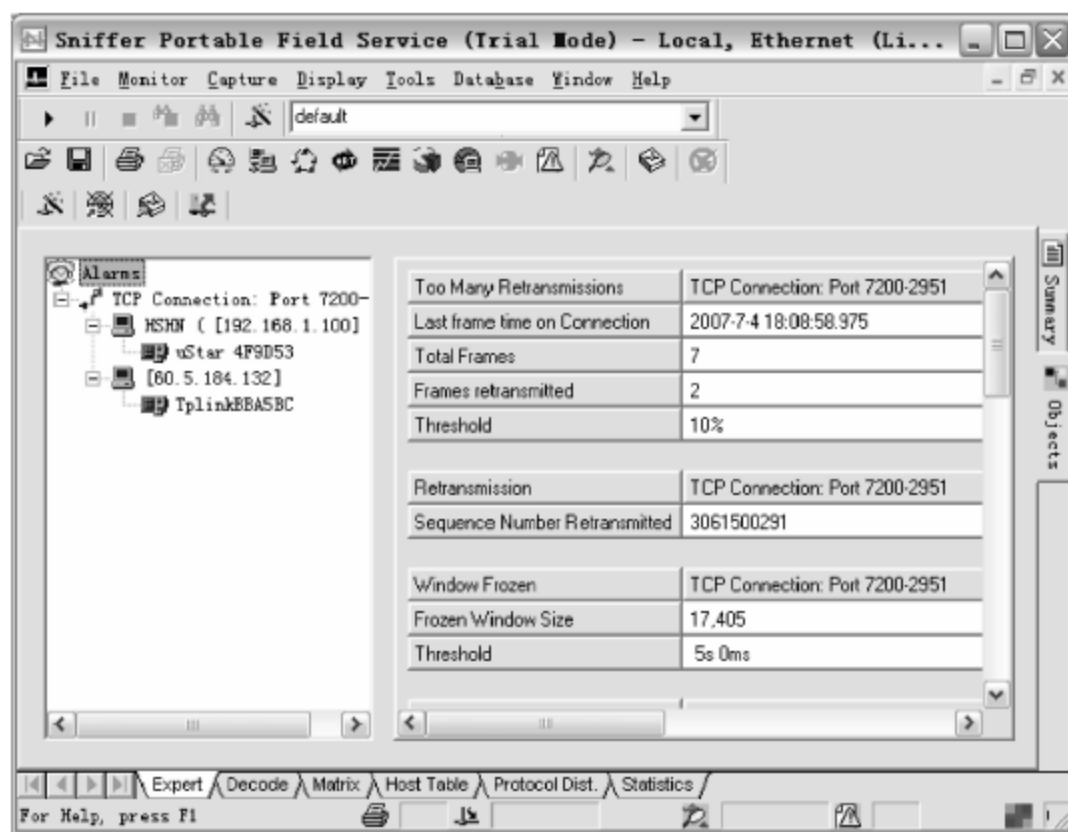 Sniffer Portable Field Service (Trial Mode) - Local, Ethernet (Li...
File Monitor Capture Display Tools Database Window Help
default
Alarms
TCP Connection: Port 7200-
HSHN ( [192.168.1.100]
uStar 4F9D53
[60.5.184.132]
TplinkBBA5BC
Too Many Retransmissions TCP Connection: Port 7200-2951
Last frame time on Connection 2007-7-4 18:08:58.975
Total Frames 7
Frames retransmitted 2
Threshold 10%
Retransmission TCP Connection: Port 7200-2951
Sequence Number Retransmitted 3061500291
Window Frozen TCP Connection: Port 7200-2951
Frozen Window Size 17,405
Threshold 5s 0ms
Summary
Objects
Expert Decode Matrix Host Table Protocol Dist. Statistics
For Help, press F1